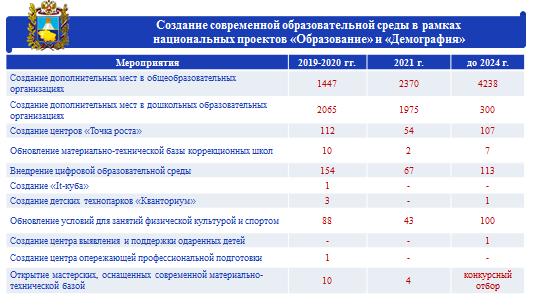 Создание современной образовательной среды в рамках
национальных проектов «Образование» и «Демография»
Мероприятия 2019-2020 гг. 2021 г. до 2024 г.
Создание дополнительных мест в общеобразовательных
организациях 1447 2370 4238
Создание дополнительных мест в дошкольных образовательных
организациях 2065 1975 300
Создание центров «Точка роста» 112 54 107
Обновление материально-технической базы коррекционных школ 10 2 7
Внедрение цифровой образовательной среды 154 67 113
Создание «It-куба» 1 - -
Создание детских технопарков «Кванториум» 3 - 1
Обновление условий для занятий физической культурой и спортом 88 43 100
Создание центра выявления и поддержки одаренных детей - - 1
Создание центра опережающей профессиональной подготовки 1 - -
Открытие мастерских, оснащенных современной материально-
технической базой 10 4 конкурсный
отбор